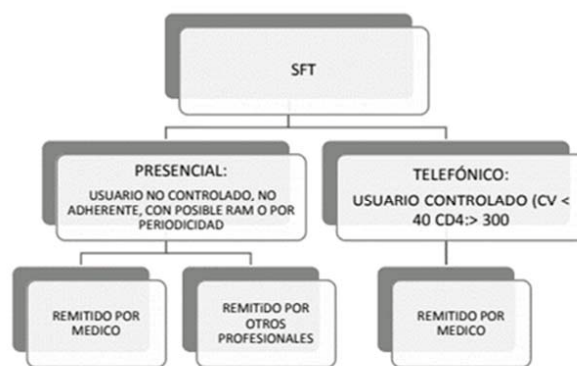 SFT
PRESENCIAL:
USUARIO NO CONTROLADO, NO
ADHERENTE, CON POSIBLE RAM O POR
PERIODICIDAD
TELEFÓNICO:
USUARIO CONTROLADO (CV <
40 CD4:> 300
REMITIDO POR
MEDICO
REMITiDO POR
OTROS
PROFESIONALES
REMITIDO POR
MEDICO